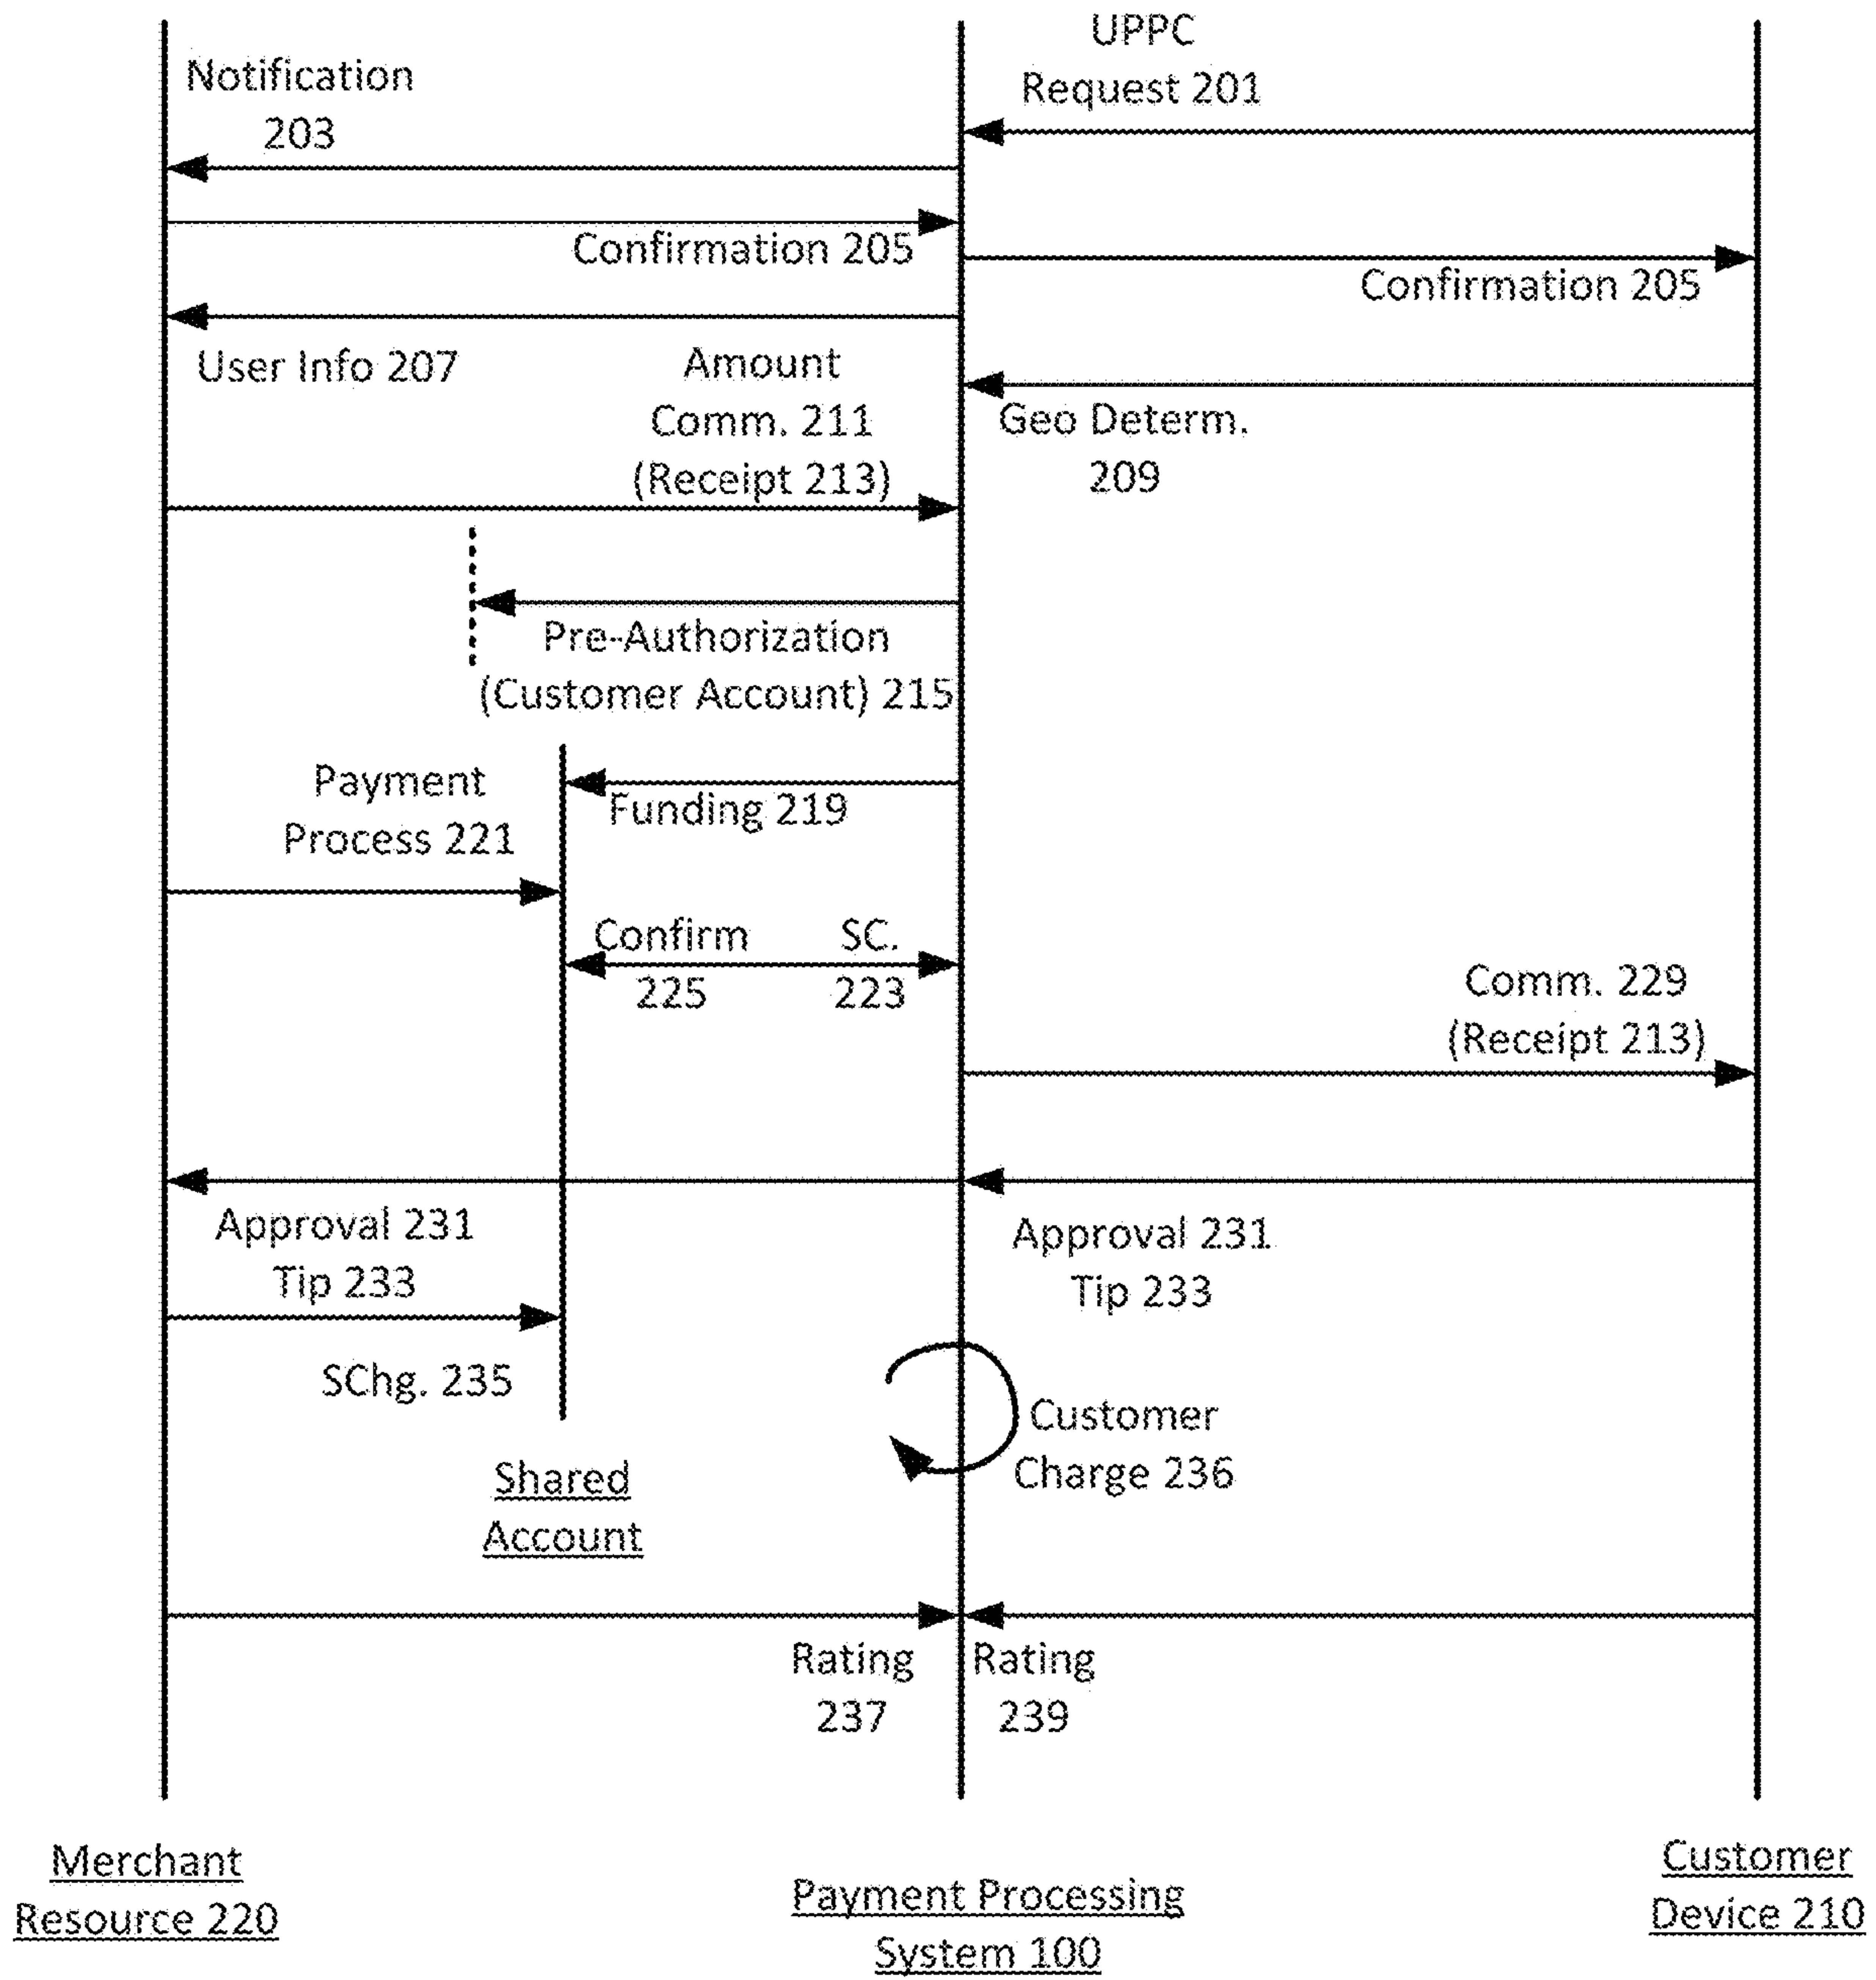 UPPC
Request 201
Notification
203
Confirmation 205
Confirmation 205
User Info 207
Amount
Comm. 211
(Receipt 213)
Geo Determ.
209
Pre-Authorization
(Customer Account) 215
Payment
Process 221
Funding 219
Confirm
225
SC.
223
Comm. 229
(Receipt 213)
Approval 231
Tip 233
Approval 231
Tip 233
SChg. 235
Customer
Charge 236
Shared
Account
Rating
237
Rating
239
Merchant
Resource 220
Payment Processing
System 100
Customer
Device 210